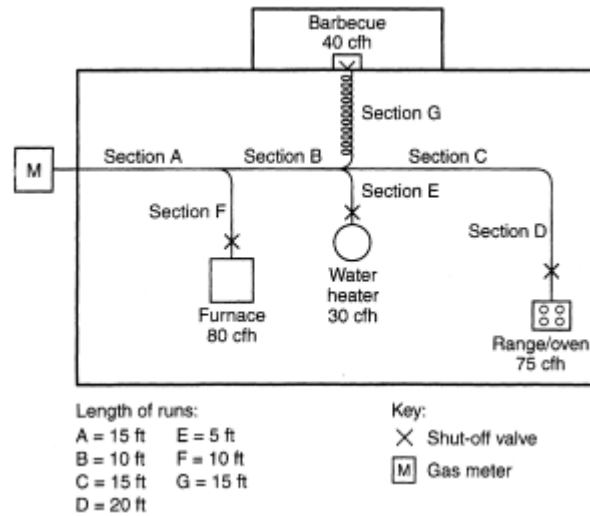 Barbecue
40 cfh
Section G
Section A
Section B
Section C
M
Section E
Section F
Section D
Water
heater
30 cfh
Furnace
80 cfh
Range/oven
75 cfh
Length of runs:
A = 15 ft E = 5 ft
B = 10 ft F = 10 ft
C = 15 ft G = 15 ft
D = 20 ft
Key:
Shut-off valve
M Gas meter